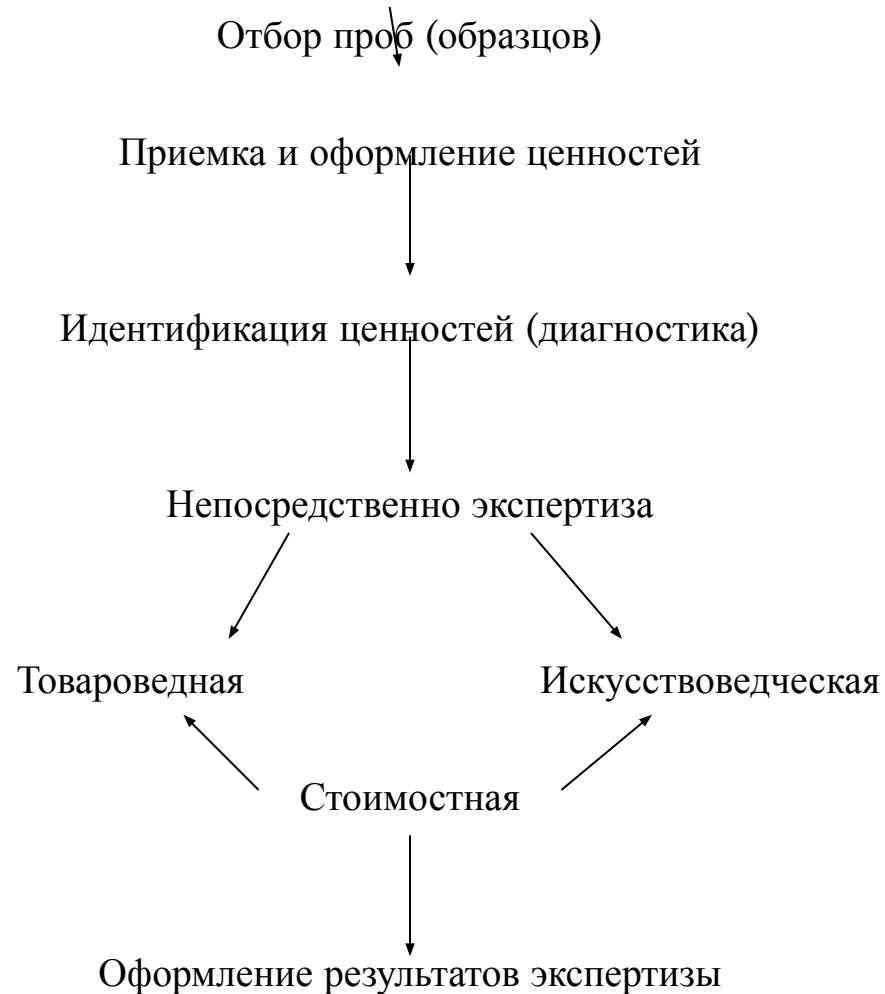 Отбор проб (образцов)
Приемка и оформление ценностей
Идентификация ценностей (диагностика)
Непосредственно экспертиза
Товароведная
Искусствоведческая
Стоимостная
Оформление результатов экспертизы